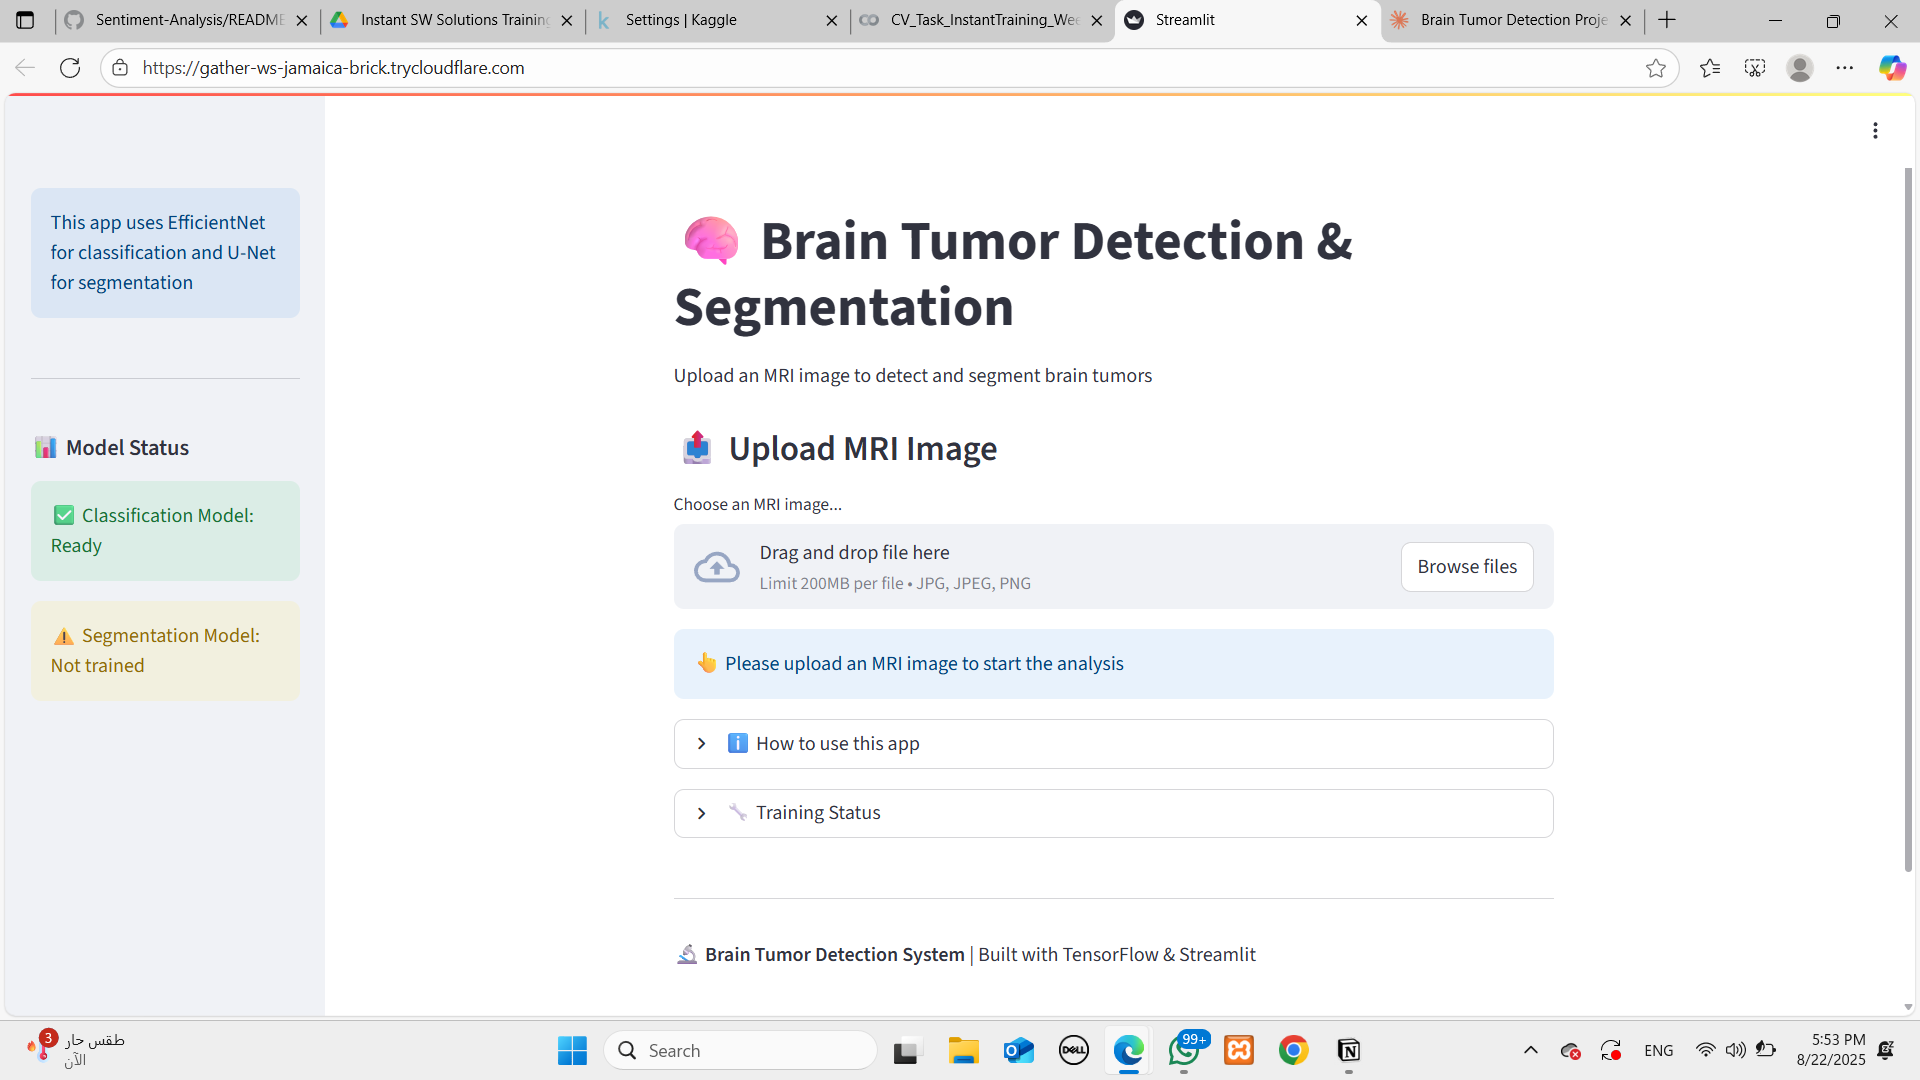 Sentiment-Analysis/README
Instant SW Solutions Training
Settings | Kaggle
CV_Task_InstantTraining_Wee
Streamlit
Brain Tumor Detection Proje
https://gather-ws-jamaica-brick.trycloudflare.com
This app uses EfficientNet
for classification and U-Net
for segmentation
📊 Model Status
✅ Classification Model:
Ready
⚠️ Segmentation Model:
Not trained
🧠 Brain Tumor Detection &
Segmentation
Upload an MRI image to detect and segment brain tumors
📤 Upload MRI Image
Choose an MRI image...
Drag and drop file here
Limit 200MB per file • JPG, JPEG, PNG
Browse files
👆 Please upload an MRI image to start the analysis
ℹ️ How to use this app
🔧 Training Status
🔬 Brain Tumor Detection System | Built with TensorFlow & Streamlit
3
طقس حار
الآن
Search
DELL
99+
ENG
5:53 PM
8/22/2025